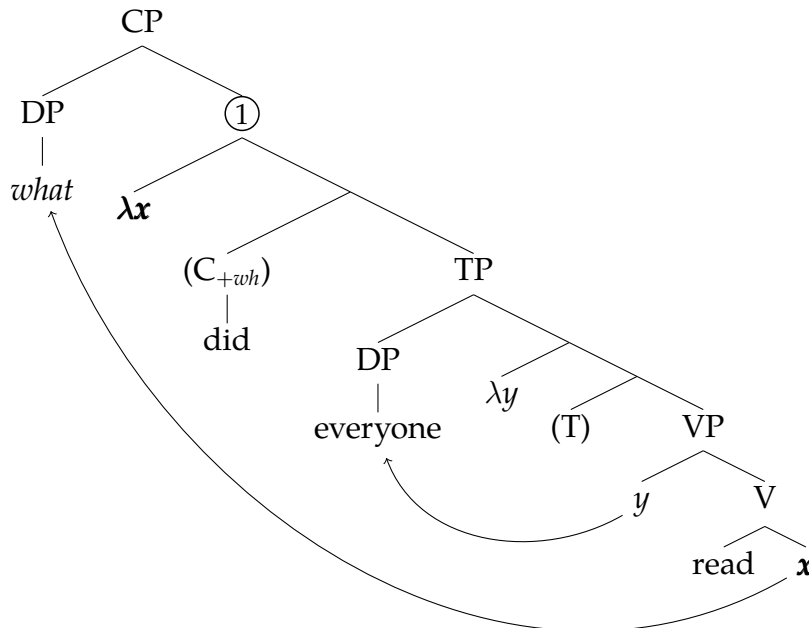 CP
DP 1
what λx
(C+wh) TP
did
DP
λy
everyone (T) VP
y V
read x